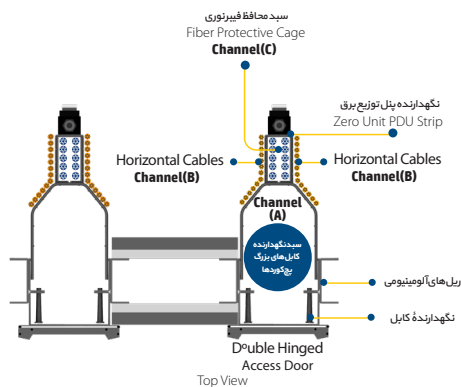 سبد محافظ فیبرنوری
Fiber Protective Cage
Channel(C)
نگهدارنده پنل توزیع برق
Zero Unit PDU Strip
Horizontal Cables
Channel(B)
Horizontal Cables
Channel(B)
Channel
(A)
سبدنگهدارنده
کابل‌های بزرگ
پچ‌کوردها
ریل‌های آلومینیومی
نگهدارندهٔ کابل
Double Hinged
Access Door
Top View